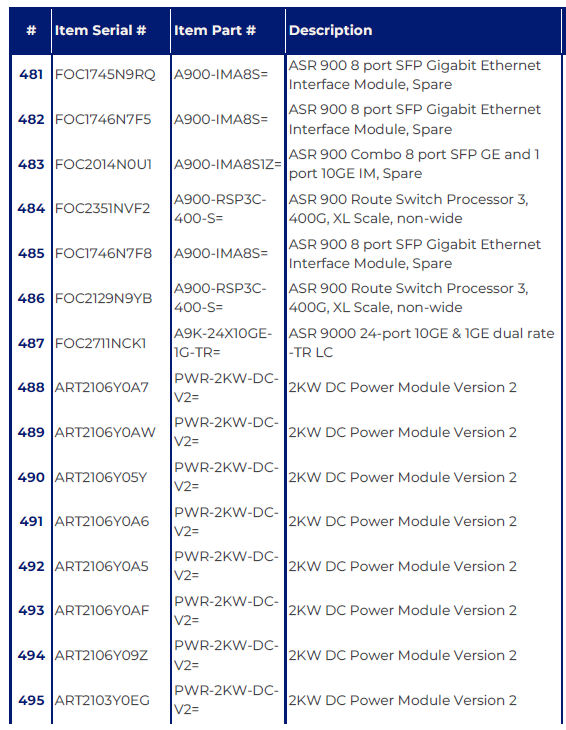 # Item Serial # Item Part # Description
481 FOC1745N9RQ A900-IMA8S= ASR 900 8 port SFP Gigabit Ethernet
Interface Module, Spare
482 FOC1746N7F5 A900-IMA8S= ASR 900 8 port SFP Gigabit Ethernet
Interface Module, Spare
483 FOC2014N0U1 A900-IMA8S1Z= ASR 900 Combo 8 port SFP GE and 1
port 10GE IM, Spare
484 FOC2351NVF2 A900-RSP3C-
400-S= ASR 900 Route Switch Processor 3,
400G, XL Scale, non-wide
485 FOC1746N7F8 A900-IMA8S= ASR 900 8 port SFP Gigabit Ethernet
Interface Module, Spare
486 FOC2129N9YB A900-RSP3C-
400-S= ASR 900 Route Switch Processor 3,
400G, XL Scale, non-wide
487 FOC2711NCK1 A9K-24X10GE-
1G-TR= ASR 9000 24-port 10GE & 1GE dual rate
-TR LC
488 ART2106Y0A7 PWR-2KW-DC-
V2= 2KW DC Power Module Version 2
489 ART2106Y0AW PWR-2KW-DC-
V2= 2KW DC Power Module Version 2
490 ART2106Y05Y PWR-2KW-DC-
V2= 2KW DC Power Module Version 2
491 ART2106Y0A6 PWR-2KW-DC-
V2= 2KW DC Power Module Version 2
492 ART2106Y0A5 PWR-2KW-DC-
V2= 2KW DC Power Module Version 2
493 ART2106Y0AF PWR-2KW-DC-
V2= 2KW DC Power Module Version 2
494 ART2106Y09Z PWR-2KW-DC-
V2= 2KW DC Power Module Version 2
495 ART2103Y0EG PWR-2KW-DC-
V2= 2KW DC Power Module Version 2